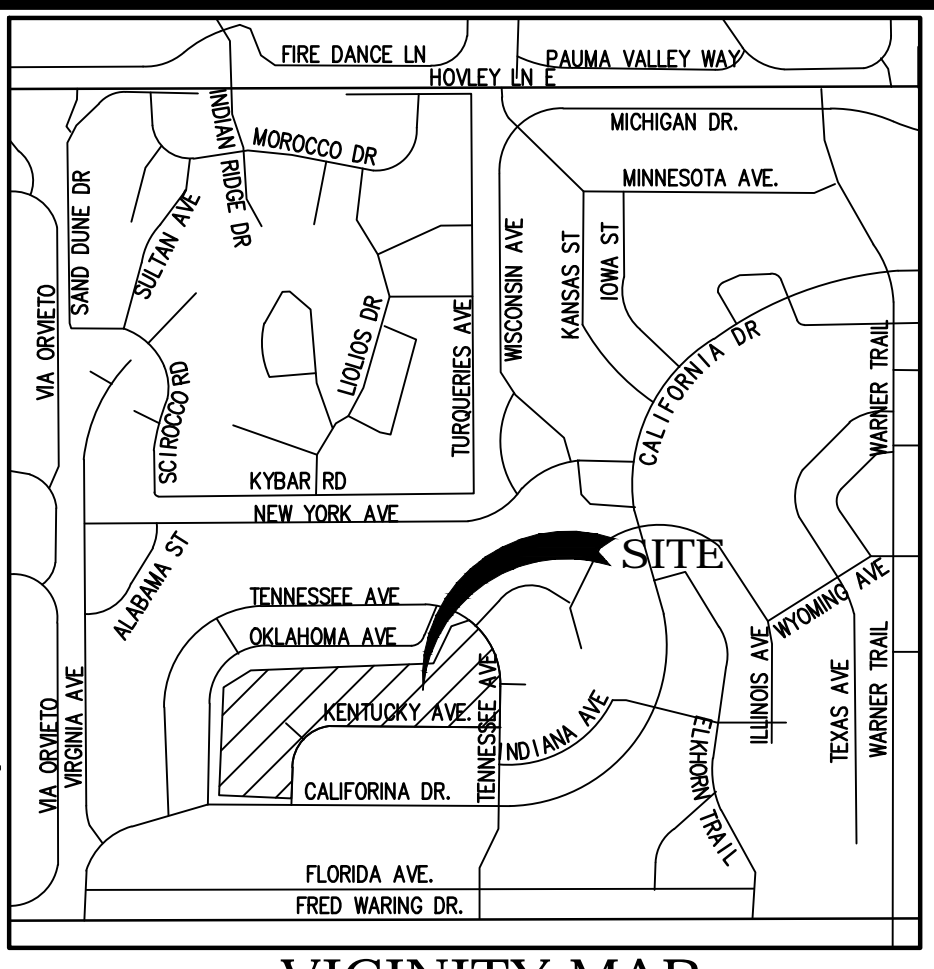 FIRE DANCE LN
PAUMA VALLEY WAY
HOVLEY LN E
INDIAN RIDGE DR
MOROCCO DR
MICHIGAN DR.
MINNESOTA AVE.
SAND DUNE DR
SULTAN AVE
WISCONSIN AVE
KANSAS ST
IOWA ST
VIA ORVIETO
LIOLIOS DR
TURQUERIES AVE
CALIFORNIA DR
WARNER TRAIL
SCIROCCO RD
KYBAR RD
NEW YORK AVE
ALABAMA ST
SITE
TENNESSEE AVE
OKLAHOMA AVE
WYOMING AVE
KENTUCKY AVE.
TENNESSEE AVE
INDIANA AVE
ILLINOIS AVE
TEXAS AVE
WARNER TRAIL
VIA ORVIETO
VIRGINIA AVE
ELKHORN TRAIL
CALIFORINA DR.
FLORIDA AVE.
FRED WARING DR.
VICINITY MAP